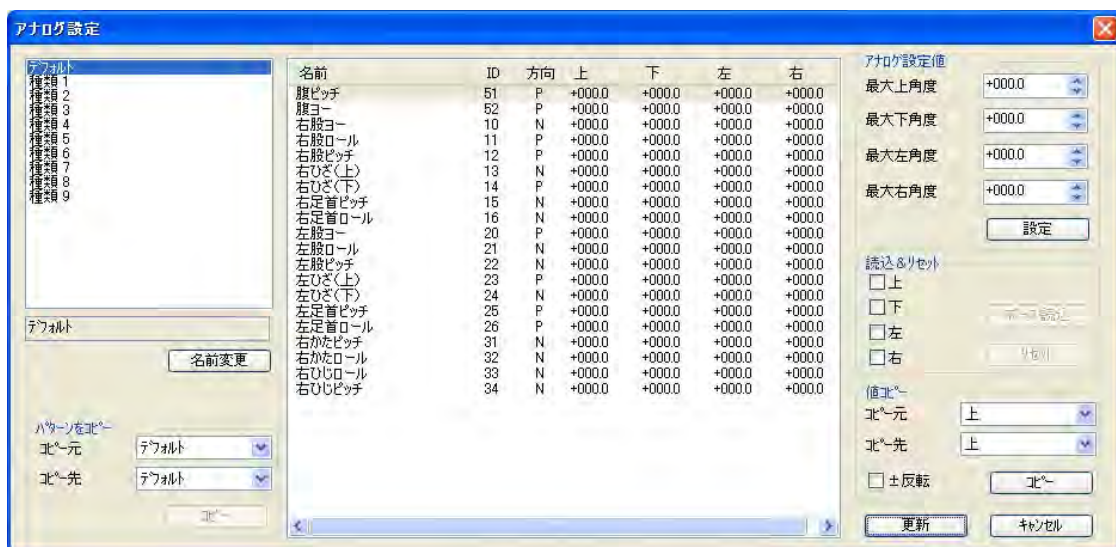 アナログ設定
デフォルト
種類 1
種類 2
種類 3
種類 4
種類 5
種類 6
種類 7
種類 8
種類 9
デフォルト
名前変更
パターンをコピー
コピー元 デフォルト
コピー先 デフォルト
コピー
名前 ID 方向 上 下 左 右
腹ピッチ 51 P +000.0 +000.0 +000.0 +000.0
腹ヨー 52 P +000.0 +000.0 +000.0 +000.0
右股ヨー 10 N +000.0 +000.0 +000.0 +000.0
右股ロール 11 P +000.0 +000.0 +000.0 +000.0
右股ピッチ 12 P +000.0 +000.0 +000.0 +000.0
右ひざ(上) 13 N +000.0 +000.0 +000.0 +000.0
右ひざ(下) 14 P +000.0 +000.0 +000.0 +000.0
右足首ピッチ 15 N +000.0 +000.0 +000.0 +000.0
右足首ロール 16 N +000.0 +000.0 +000.0 +000.0
左股ヨー 20 P +000.0 +000.0 +000.0 +000.0
左股ロール 21 N +000.0 +000.0 +000.0 +000.0
左股ピッチ 22 N +000.0 +000.0 +000.0 +000.0
左ひざ(上) 23 P +000.0 +000.0 +000.0 +000.0
左ひざ(下) 24 N +000.0 +000.0 +000.0 +000.0
左足首ピッチ 25 P +000.0 +000.0 +000.0 +000.0
左足首ロール 26 P +000.0 +000.0 +000.0 +000.0
右かたピッチ 31 N +000.0 +000.0 +000.0 +000.0
右かたロール 32 N +000.0 +000.0 +000.0 +000.0
右ひじロール 33 N +000.0 +000.0 +000.0 +000.0
右ひじピッチ 34 N +000.0 +000.0 +000.0 +000.0
アナログ設定値
最大上角度 +000.0
最大下角度 +000.0
最大左角度 +000.0
最大右角度 +000.0
設定
読込&リセット
上
下
左
右
ポーズ読込
リセット
値コピー
コピー元 上
コピー先 上
±反転 コピー
更新 キャンセル